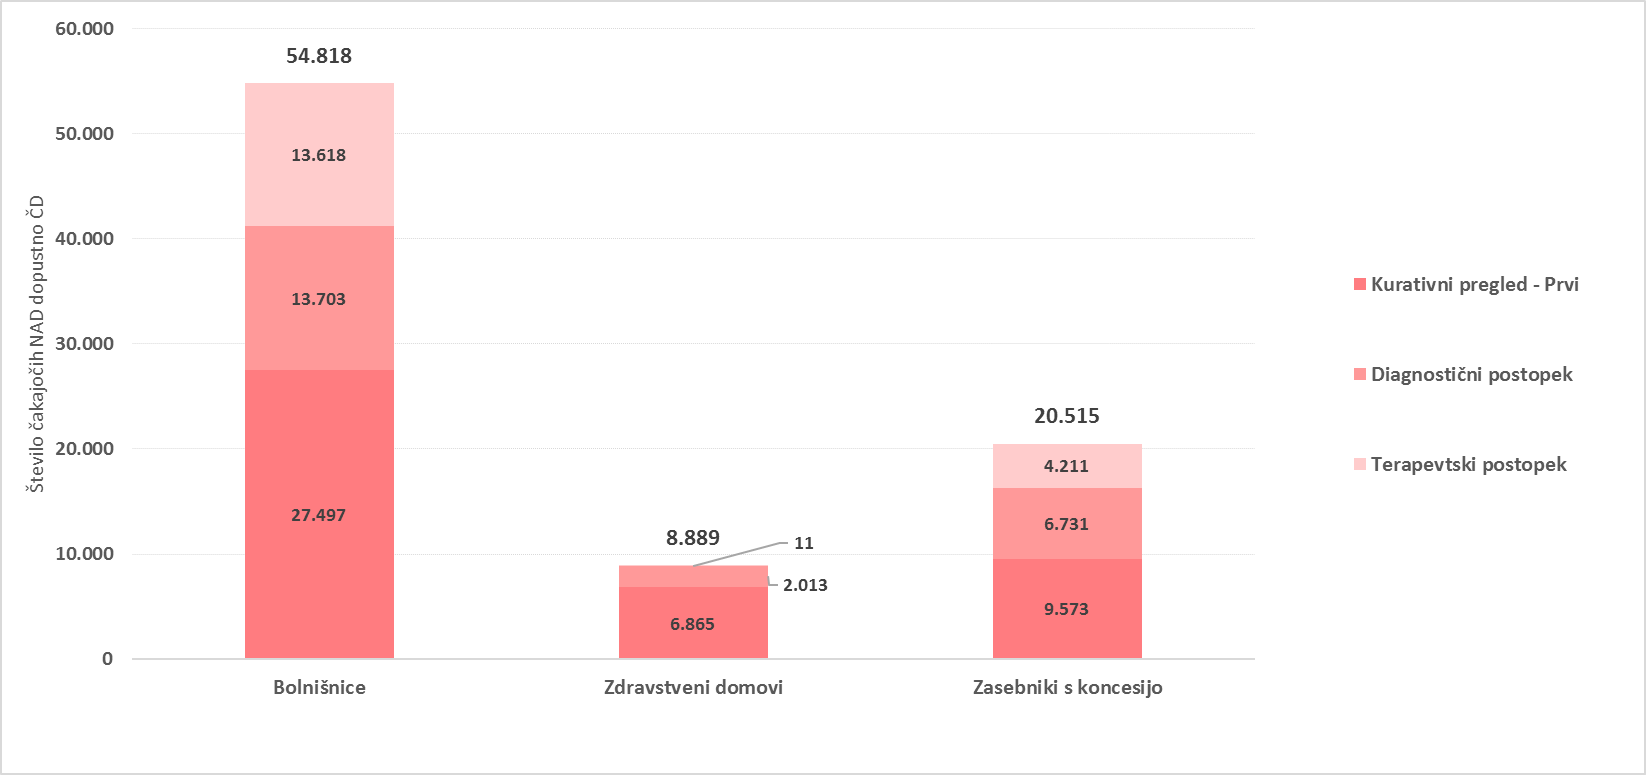 60.000
50.000
40.000
30.000
20.000
10.000
0
Število čakajočih NAD dopustno ČD
54.818
13.618
13.703
27.497
8.889
11
2.013
6.865
20.515
4.211
6.731
9.573
Bolnišnice
Zdravstveni domovi
Zasebniki s koncesijo
Kurativni pregled - Prvi
Diagnostični postopek
Terapevtski postopek